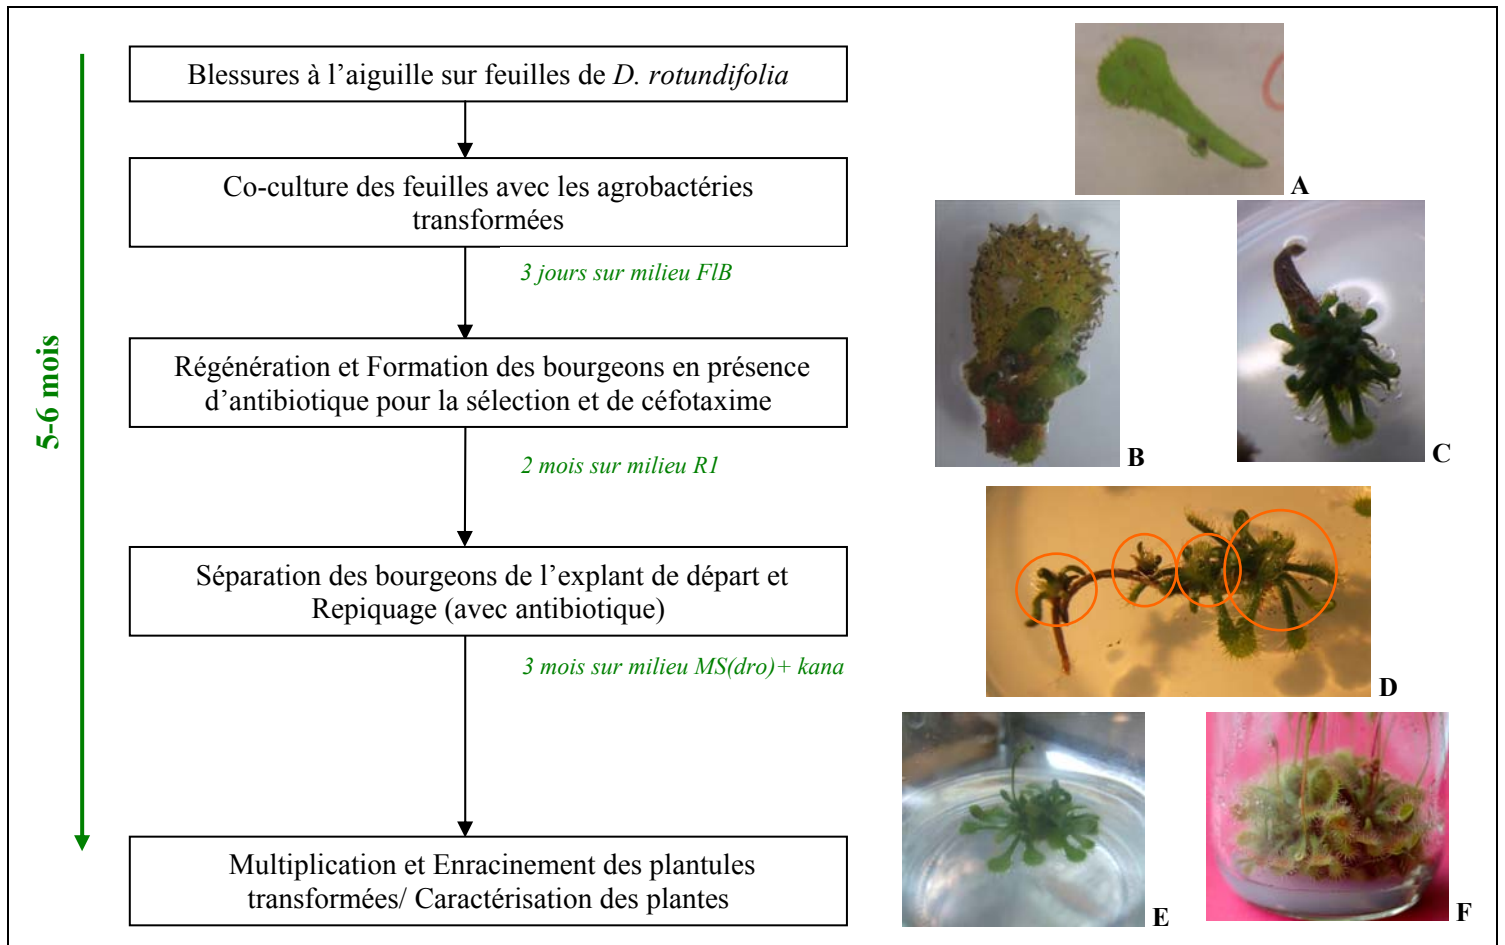 Blessures à l’aiguille sur feuilles de D. rotundifolia
Co-culture des feuilles avec les agrobactéries
transformées
3 jours sur milieu FlB
Régénération et Formation des bourgeons en présence
d’antibiotique pour la sélection et de céfotaxime
2 mois sur milieu R1
Séparation des bourgeons de l’explant de départ et
Repiquage (avec antibiotique)
3 mois sur milieu MS(dro)+ kana
Multiplication et Enracinement des plantules
transformées/ Caractérisation des plantes
5-6 mois
A
B
C
D
E
F